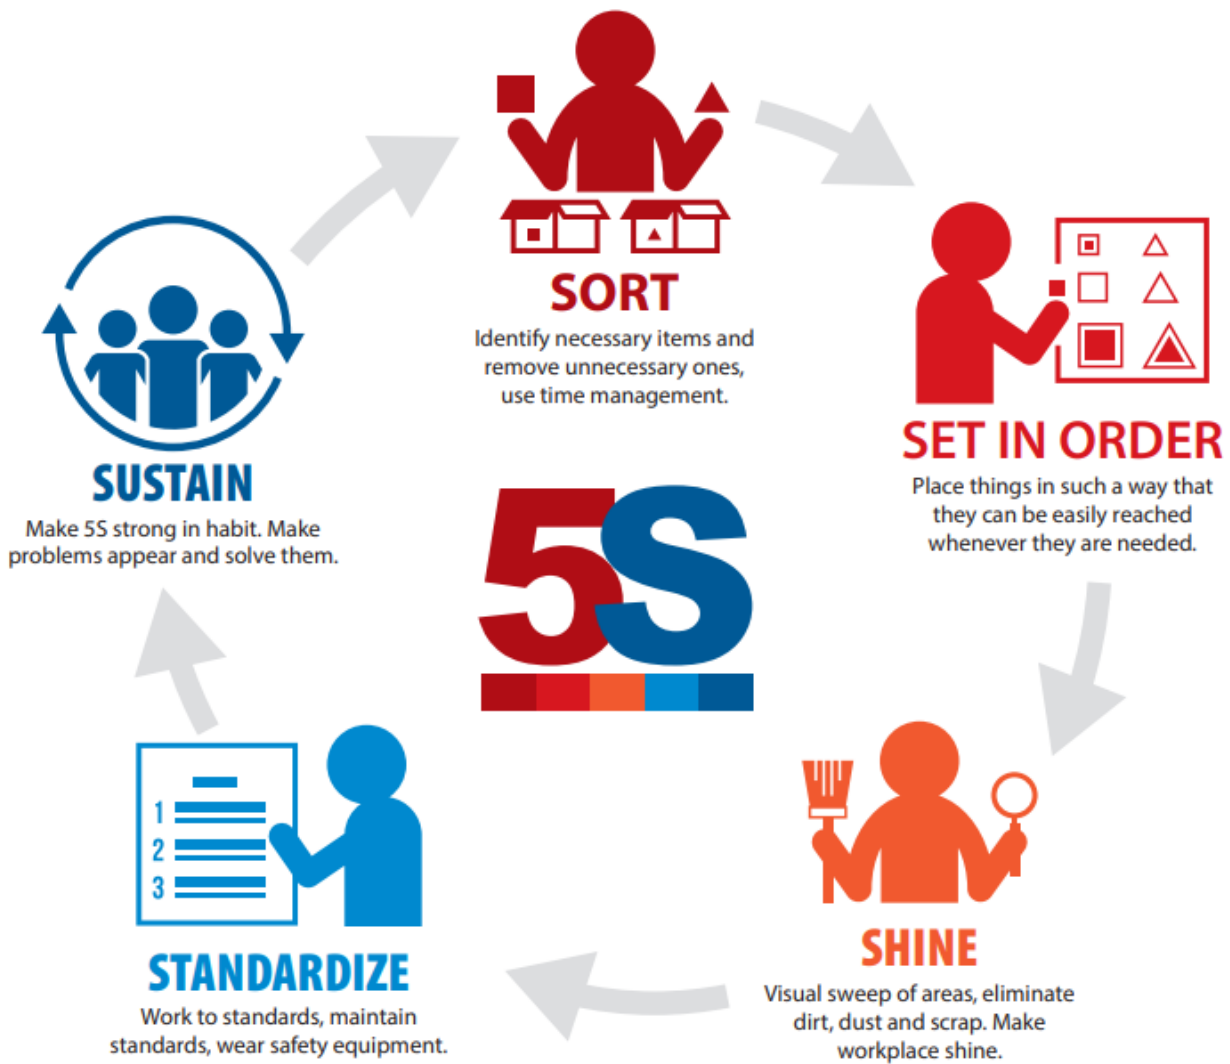 SORT
Identify necessary items and
remove unnecessary ones,
use time management.
SET IN ORDER
Place things in such a way that
they can be easily reached
whenever they are needed.
SHINE
Visual sweep of areas, eliminate
dirt, dust and scrap. Make
workplace shine.
1
2
3
STANDARDIZE
Work to standards, maintain
standards, wear safety equipment.
SUSTAIN
Make 5S strong in habit. Make
problems appear and solve them.
5S